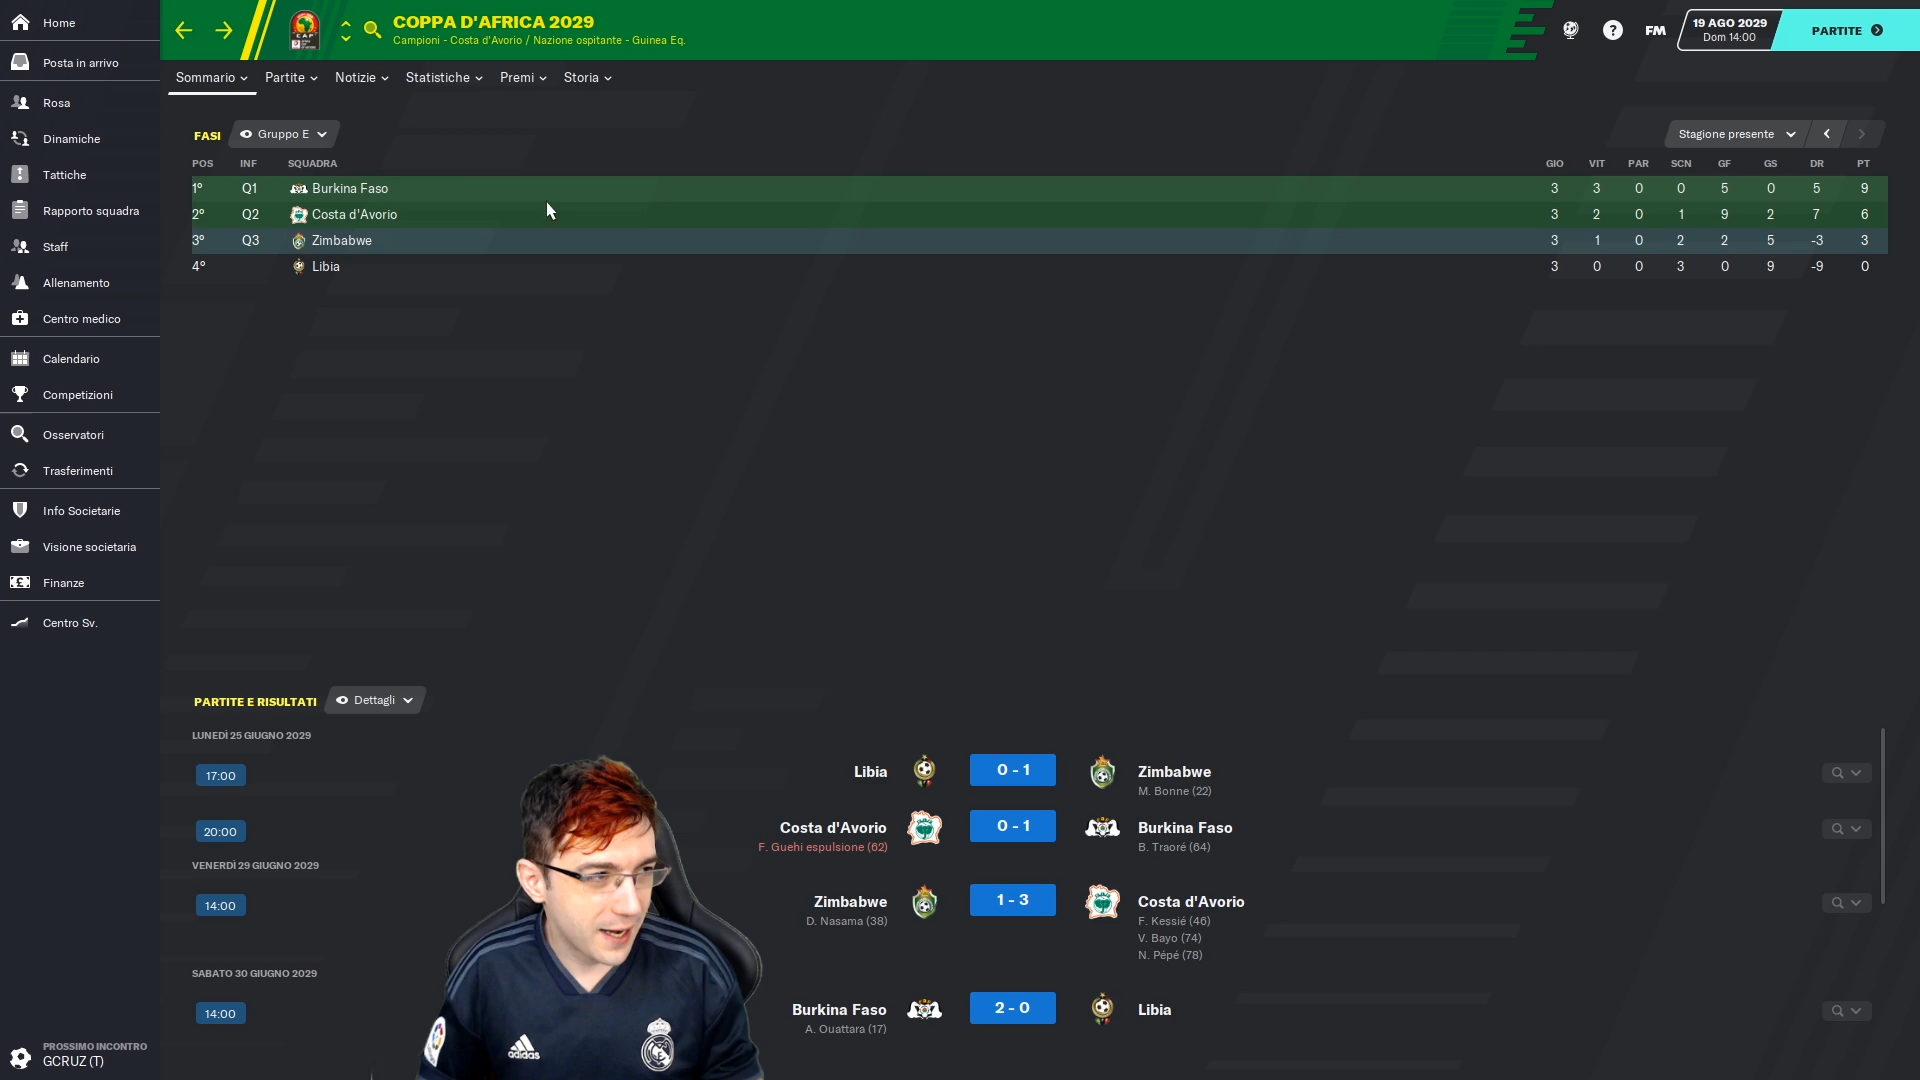 Home
Posta in arrivo
Rosa
Dinamiche
Tattiche
Rapporto squadra
Staff
Allenamento
Centro medico
Calendario
Competizioni
Osservatori
Trasferimenti
Info Societarie
Visione societaria
Finanze
Centro Sv.
PROSSIMO INCONTRO
GCRUZ (T)
CAF
COPPA D'AFRICA 2029
Campioni - Costa d'Avorio / Nazione ospitante - Guinea Eq.
?
FM
19 AGO 2029
Dom 14:00
PARTITE
Sommario Partite Notizie Statistiche Premi Storia
FASI Gruppo E Stagione presente
POS INF SQUADRA GIO VIT PAR SCN GF GS DR PT
1º Q1 Burkina Faso 3 3 0 0 5 0 5 9
2º Q2 Costa d'Avorio 3 2 0 1 9 2 7 6
3º Q3 Zimbabwe 3 1 0 2 2 5 -3 3
4º Libia 3 0 0 3 0 9 -9 0
PARTITE E RISULTATI Dettagli
LUNEDÌ 25 GIUGNO 2029
17:00 Libia 0 - 1 Zimbabwe
M. Bonne (22)
20:00 Costa d'Avorio 0 - 1 Burkina Faso
F. Guehi espulsione (62) B. Traoré (64)
VENERDÌ 29 GIUGNO 2029
14:00 Zimbabwe 1 - 3 Costa d'Avorio
D. Nasama (38) F. Kessié (46)
V. Bayo (74)
N. Pépé (78)
SABATO 30 GIUGNO 2029
14:00 Burkina Faso 2 - 0 Libia
A. Ouattara (17)
adidas